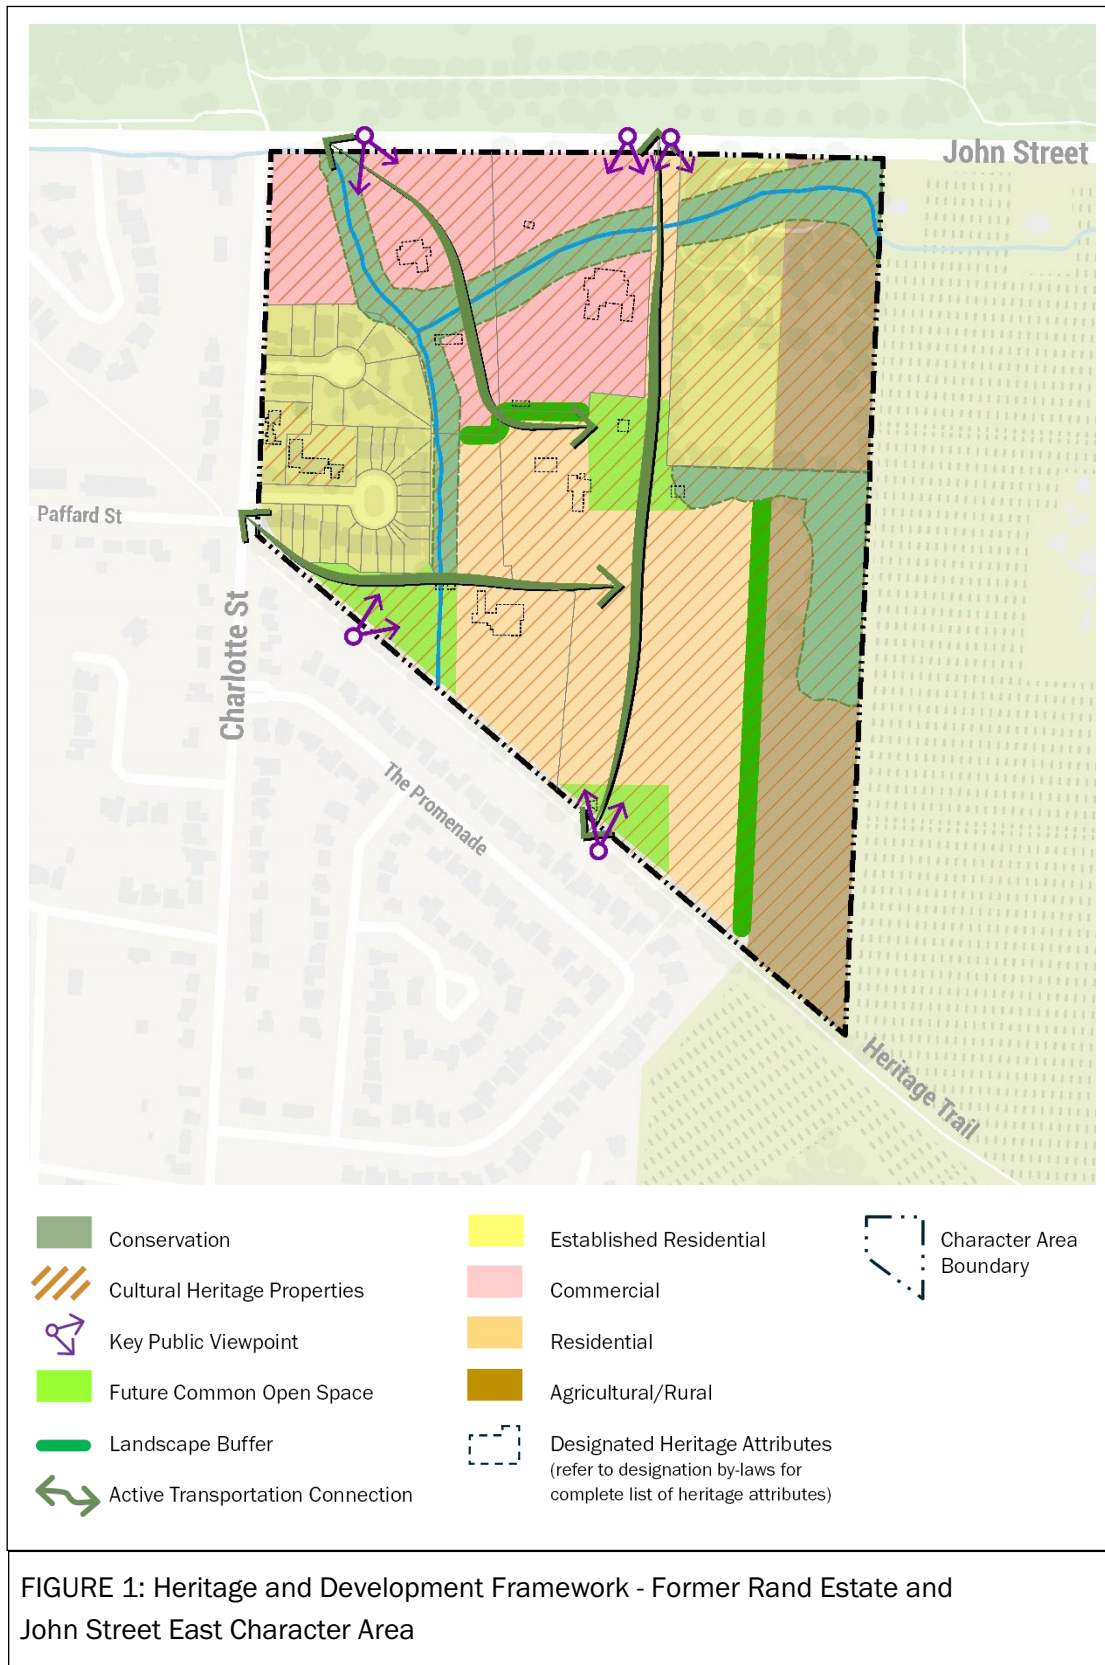 John Street
Paffard St
Charlotte St
The Promenade
Heritage Trail
Conservation
Cultural Heritage Properties
Key Public Viewpoint
Future Common Open Space
Landscape Buffer
Active Transportation Connection
Established Residential
Commercial
Residential
Agricultural/Rural
Designated Heritage Attributes
(refer to designation by-laws for
complete list of heritage attributes)
Character Area
Boundary
FIGURE 1: Heritage and Development Framework - Former Rand Estate and
John Street East Character Area